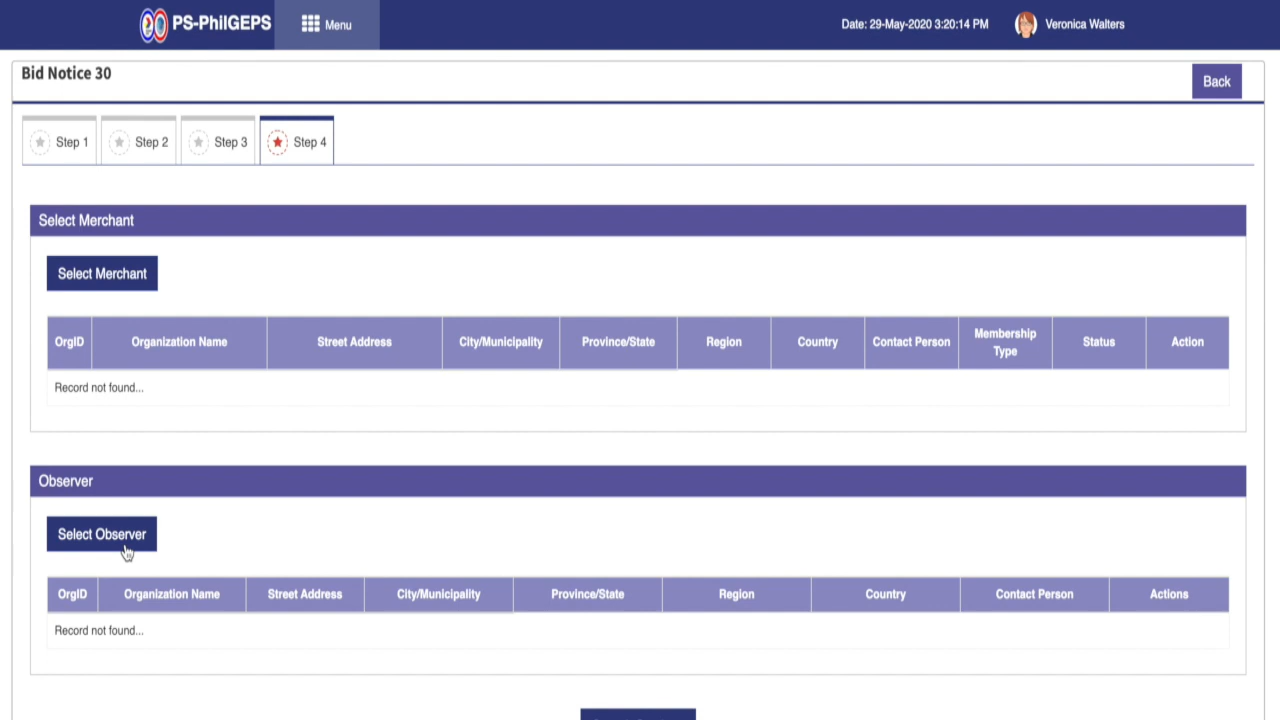 PS-PhilGEPS
Menu
Date: 29-May-2020 3:20:14 PM
Veronica Walters
Bid Notice 30
Back
Step 1
Step 2
Step 3
Step 4
Select Merchant
Select Merchant
OrgID
Organization Name
Street Address
City/Municipality
Province/State
Region
Country
Contact Person
Membership
Type
Status
Action
Record not found...
Observer
Select Observer
OrgID
Organization Name
Street Address
City/Municipality
Province/State
Region
Country
Contact Person
Actions
Record not found...